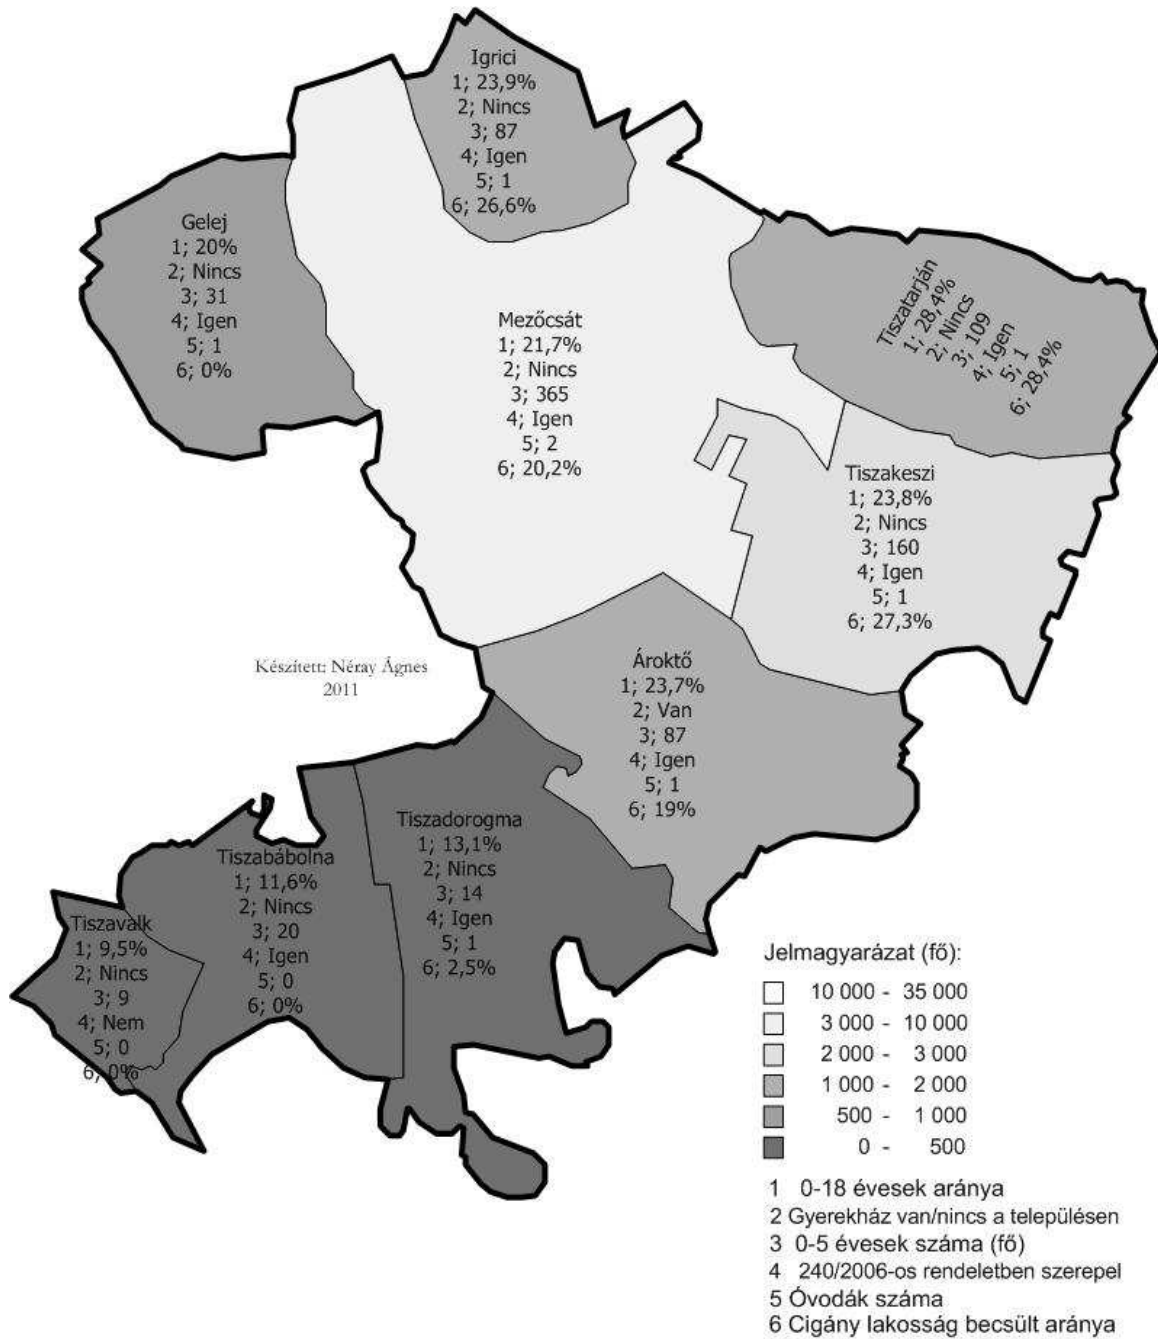 Igrici
1; 23,9%
2; Nincs
3; 87
4; Igen
5; 1
6; 26,6%
Gelej
1; 20%
2; Nincs
3; 31
4; Igen
5; 1
6; 0%
Mezőcsát
1; 21,7%
2; Nincs
3; 365
4; Igen
5; 2
6; 20,2%
Tiszatarján
1; 28,4%
2; Nincs
3; 109
4; Igen
5; 1
6; 28,4%
Tiszakeszi
1; 23,8%
2; Nincs
3; 160
4; Igen
5; 1
6; 27,3%
Készített: Néray Ágnes
2011
Ároktő
1; 23,7%
2; Van
3; 87
4; Igen
5; 1
6; 19%
Tiszadorogma
1; 13,1%
2; Nincs
3; 14
4; Igen
5; 1
6; 2,5%
Tiszabábolna
1; 11,6%
2; Nincs
3; 20
4; Igen
5; 0
6; 0%
Tiszavalk
1; 9,5%
2; Nincs
3; 9
4; Nem
5; 0
6; 0%
Jelmagyarázat (fő):
10 000 - 35 000
3 000 - 10 000
2 000 - 3 000
1 000 - 2 000
500 - 1 000
0 - 500
1 0-18 évesek aránya
2 Gyerekház van/nincs a településen
3 0-5 évesek száma (fő)
4 240/2006-os rendeletben szerepel
5 Óvodák száma
6 Cigány lakosság becsült aránya